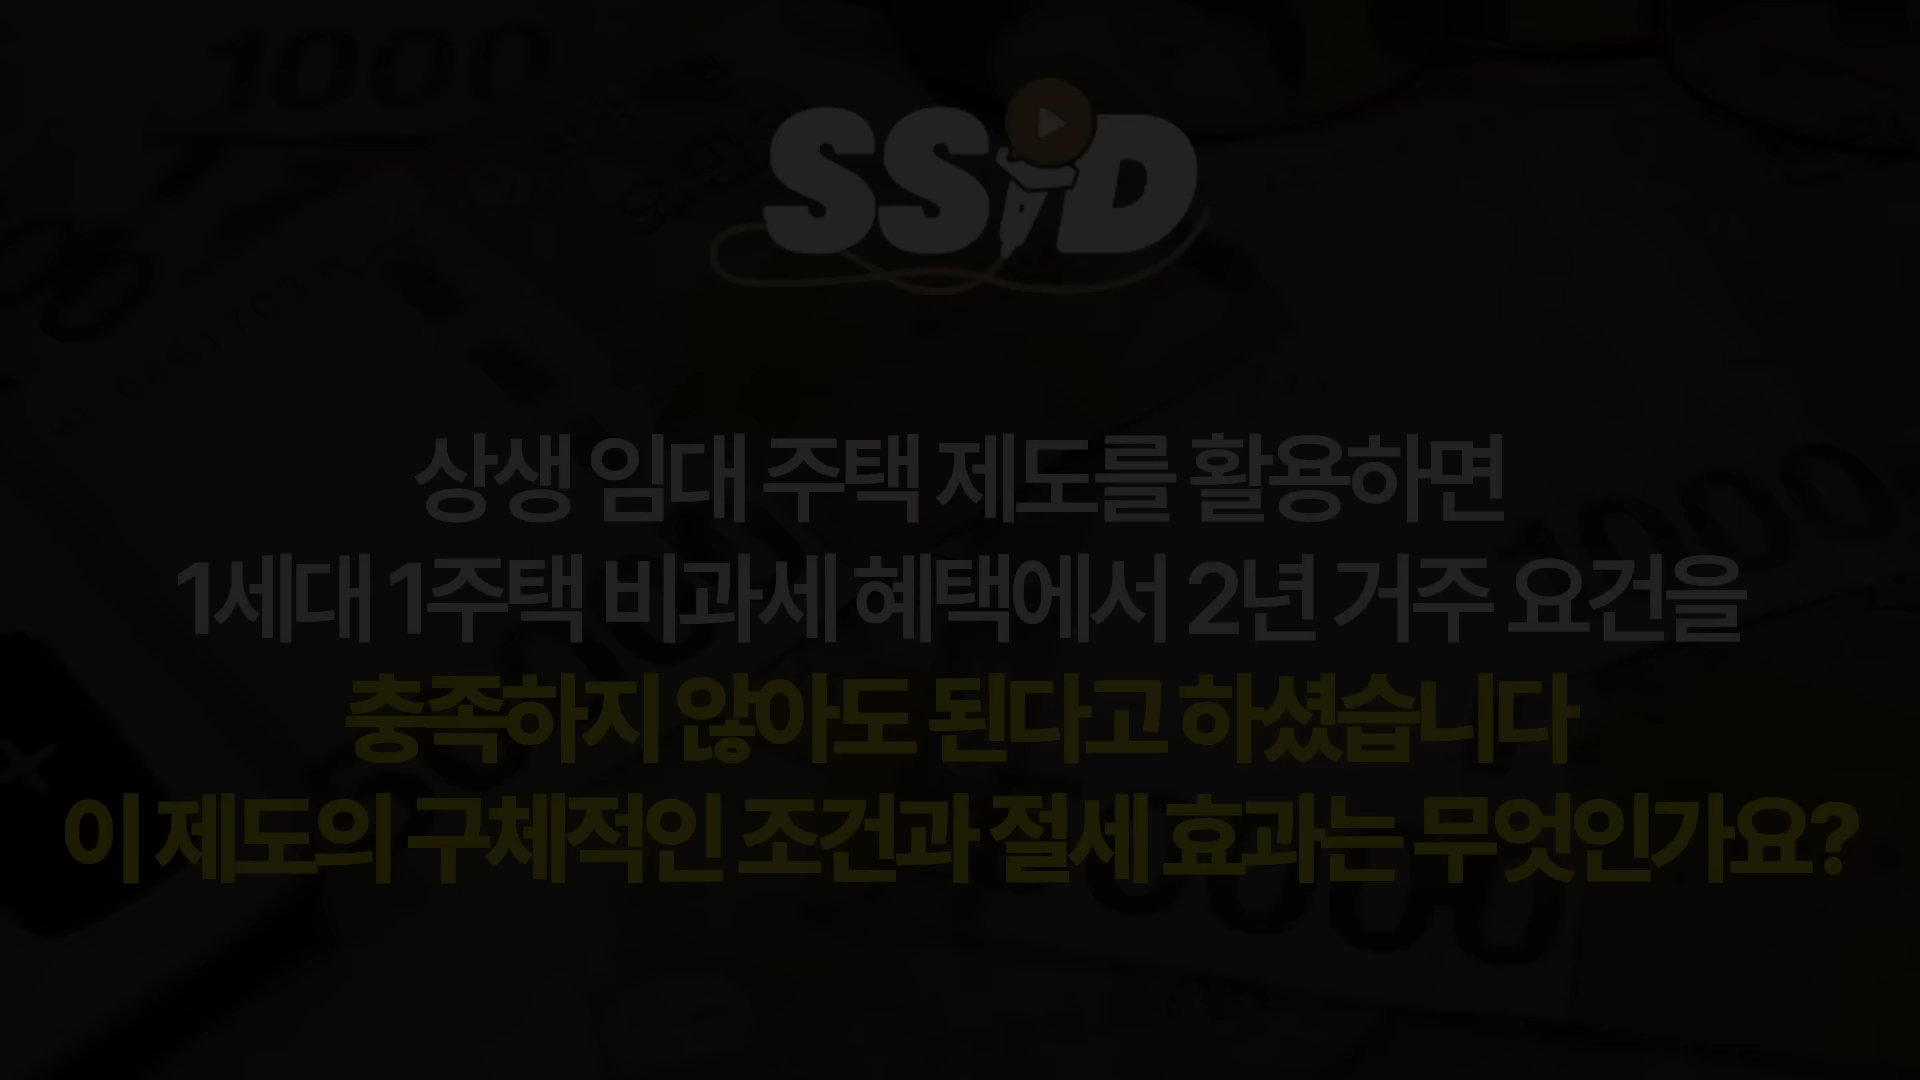 1000
SSiD
상생 임대 주택 제도를 활용하면
1세대 1주택 비과세 혜택에서 2년 거주 요건을
충족하지 않아도 된다고 하셨습니다
이 제도의 구체적인 조건과 절세 효과는 무엇인가요?